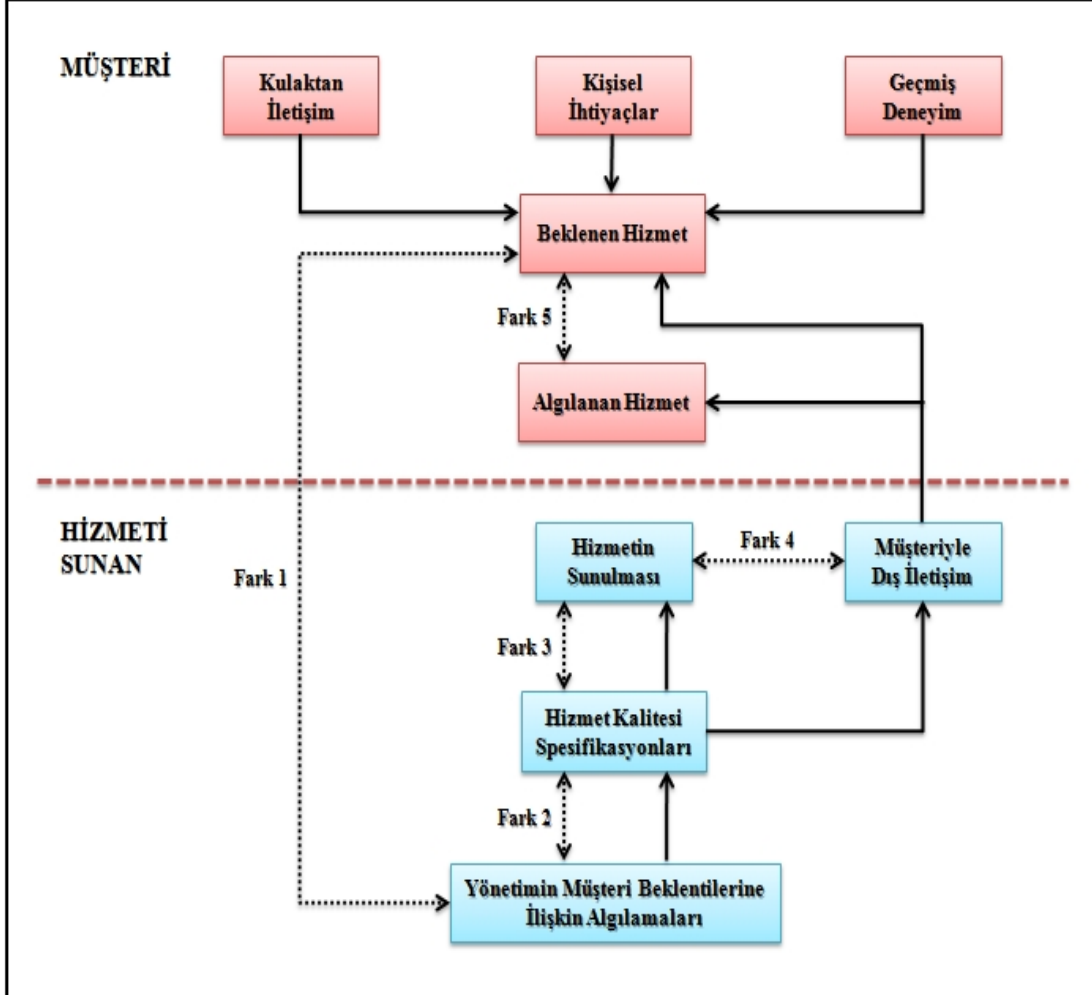 MÜŞTERİ
Kulaktan
İletişim
Kişisel
İhtiyaçlar
Geçmiş
Deneyim
Beklenen Hizmet
Fark 5
Algılanan Hizmet
HİZMETİ
SUNAN
Fark 1
Hizmetin
Sunulması
Fark 4
Müşteriyle
Dış İletişim
Fark 3
Hizmet Kalitesi
Spesifikasyonları
Fark 2
Yönetimin Müşteri Beklentilerine
İlişkin Algılamaları